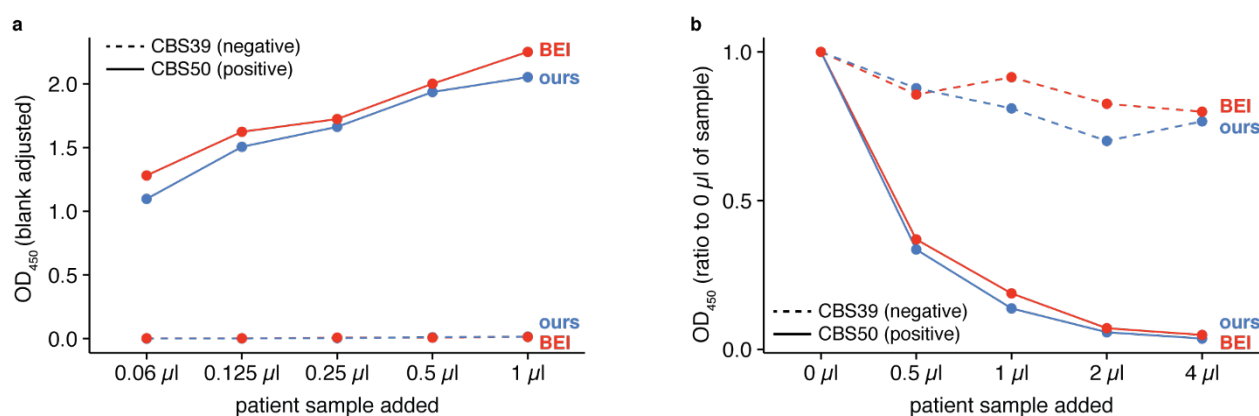 a
OD450 (blank adjusted)
2.0
1.5
1.0
0.5
0.0
CBS39 (negative)
CBS50 (positive)
BEI
ours
ours
BEI
0.06 µl 0.125 µl 0.25 µl 0.5 µl 1 µl
patient sample added
b
OD450 (ratio to 0 µl of sample)
1.0
0.5
0.0
BEI
ours
CBS39 (negative)
CBS50 (positive)
ours
BEI
0 µl 0.5 µl 1 µl 2 µl 4 µl
patient sample added